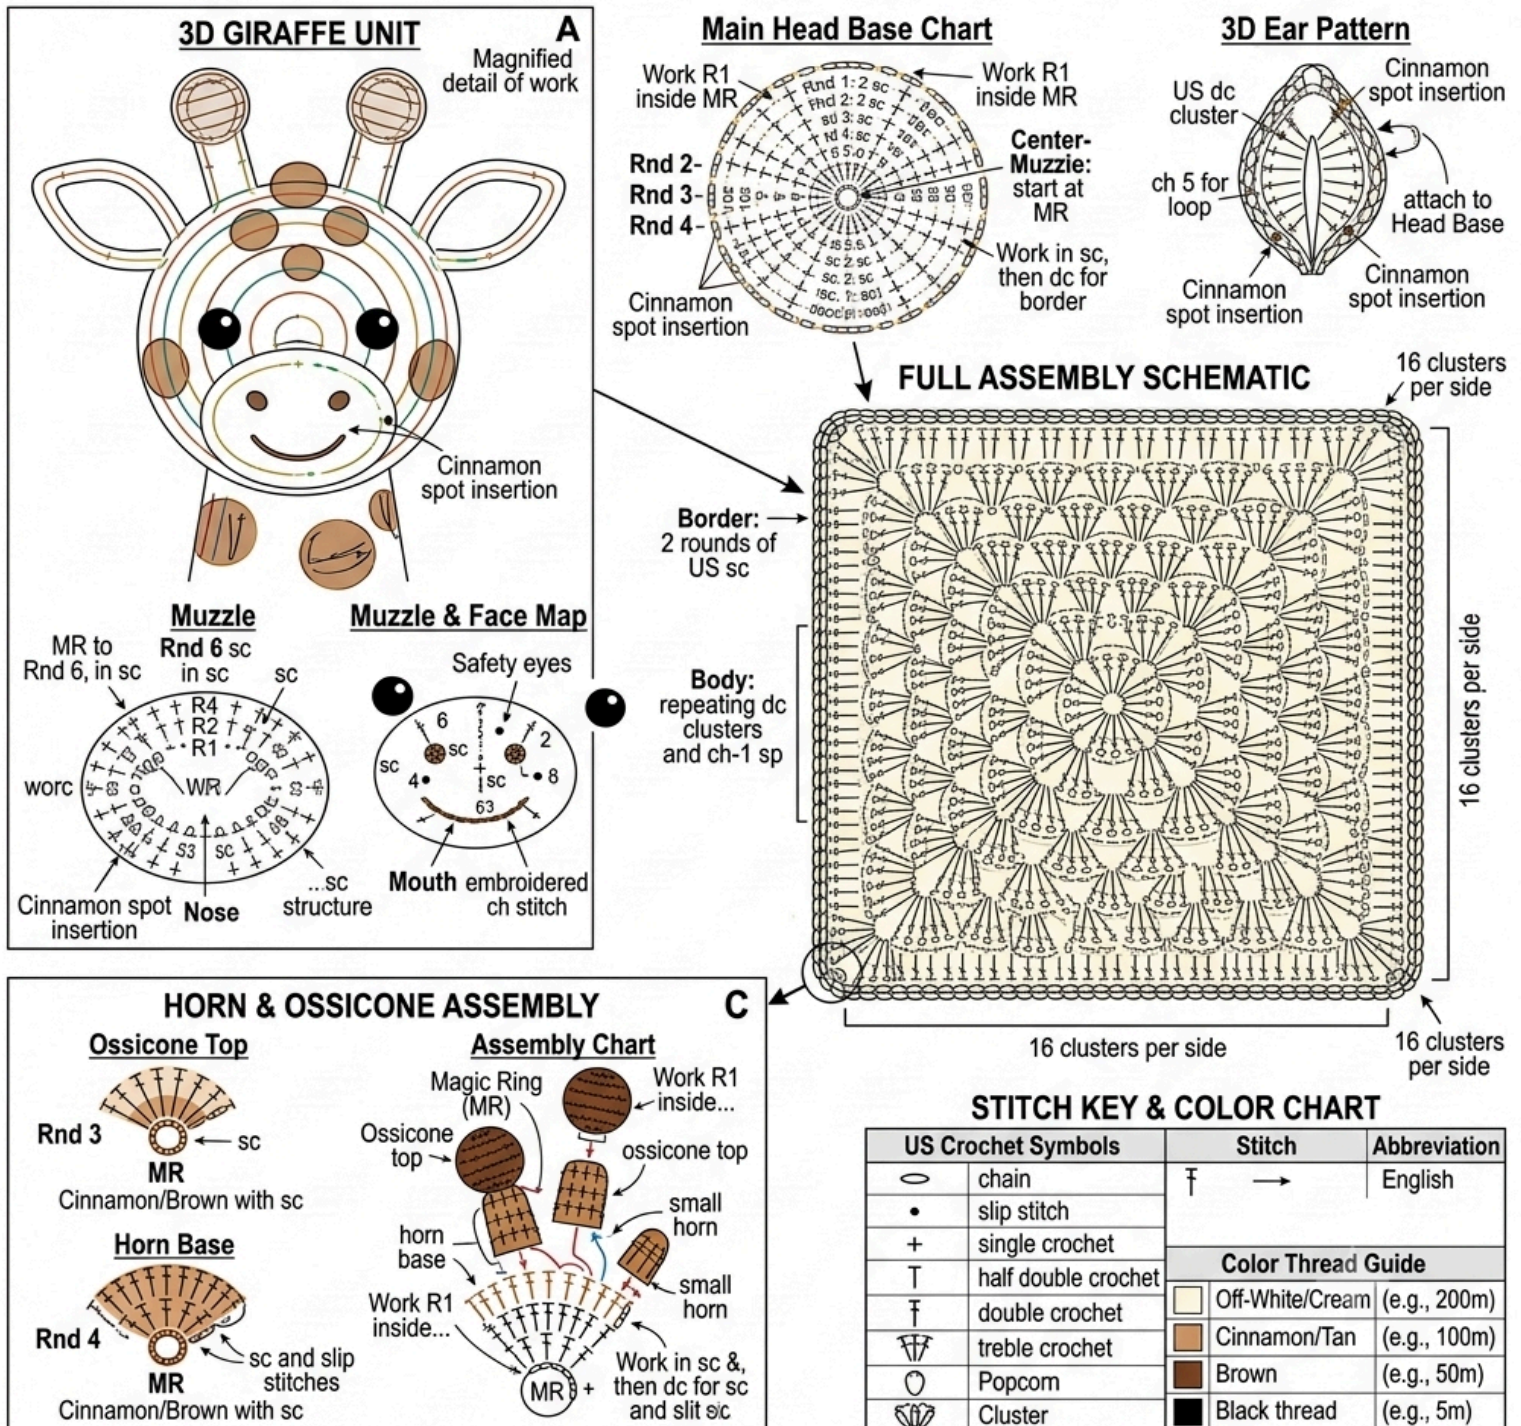 3D GIRAFFE UNIT
A
Magnified
detail of work
Cinnamon
spot insertion
Muzzle
MR to
Rnd 6, in sc
Rnd 6 sc
in sc
sc
R4
R2
R1
WR
worc
S3
sc
Cinnamon spot
insertion
Nose
...sc
structure
Muzzle & Face Map
Safety eyes
6
2
sc
sc
sc
4
8
63
Mouth embroidered
ch stitch
Main Head Base Chart
Work R1
inside MR
Work R1
inside MR
Rnd 2-
Rnd 3-
Rnd 4-
Center-
Muzzie:
start at
MR
Work in sc,
then dc for
border
Cinnamon
spot insertion
3D Ear Pattern
US dc
cluster
Cinnamon
spot insertion
ch 5 for
loop
attach to
Head Base
Cinnamon
spot insertion
Cinnamon
spot insertion
FULL ASSEMBLY SCHEMATIC
16 clusters
per side
Border:
2 rounds of
US sc
Body:
repeating dc
clusters
and ch-1 sp
16 clusters per side
16 clusters per side
16 clusters
per side
HORN & OSSICONE ASSEMBLY
C
Ossicone Top
Rnd 3
sc
MR
Cinnamon/Brown with sc
Horn Base
Rnd 4
sc and slip
stitches
MR
Cinnamon/Brown with sc
Assembly Chart
Magic Ring
(MR)
Work R1
inside...
Ossicone
top
ossicone top
small
horn
horn
base
small
horn
Work R1
inside...
MR
+
Work in sc &,
then dc for sc
and slit sic
STITCH KEY & COLOR CHART
US Crochet Symbols
Stitch
Abbreviation
chain
English
slip stitch
single crochet
half double crochet
double crochet
treble crochet
Popcorn
Cluster
Color Thread Guide
Off-White/Cream (e.g., 200m)
Cinnamon/Tan (e.g., 100m)
Brown (e.g., 50m)
Black thread (e.g., 5m)